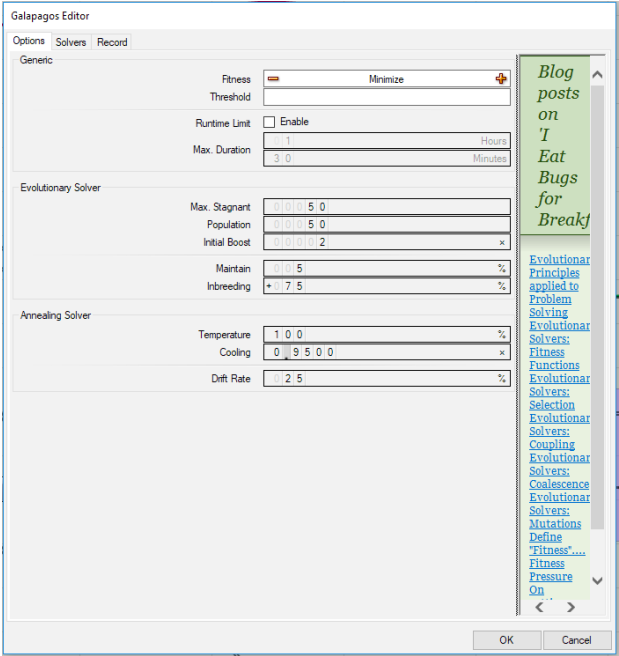 Galapagos Editor
Options Solvers Record
Generic
Fitness Minimize
Threshold
Runtime Limit Enable
Max. Duration 0 1 Hours
3 0 Minutes
Evolutionary Solver
Max. Stagnant 0 0 0 5 0
Population 0 0 0 5 0
Initial Boost 0 0 0 0 2 ×
Maintain 0 0 5 %
Inbreeding + 0 7 5 %
Annealing Solver
Temperature 1 0 0 %
Cooling 0 . 9 5 0 0 ×
Drift Rate 0 2 5 %
Blog
posts
on
'I
Eat
Bugs
for
Breakf
Evolutionar
Principles
applied to
Problem
Solving
Evolutionar
Solvers:
Fitness
Functions
Evolutionar
Solvers:
Selection
Evolutionar
Solvers:
Coupling
Evolutionar
Solvers:
Coalescence
Evolutionar
Solvers:
Mutations
Define
"Fitness"....
Fitness
Pressure
On
OK Cancel